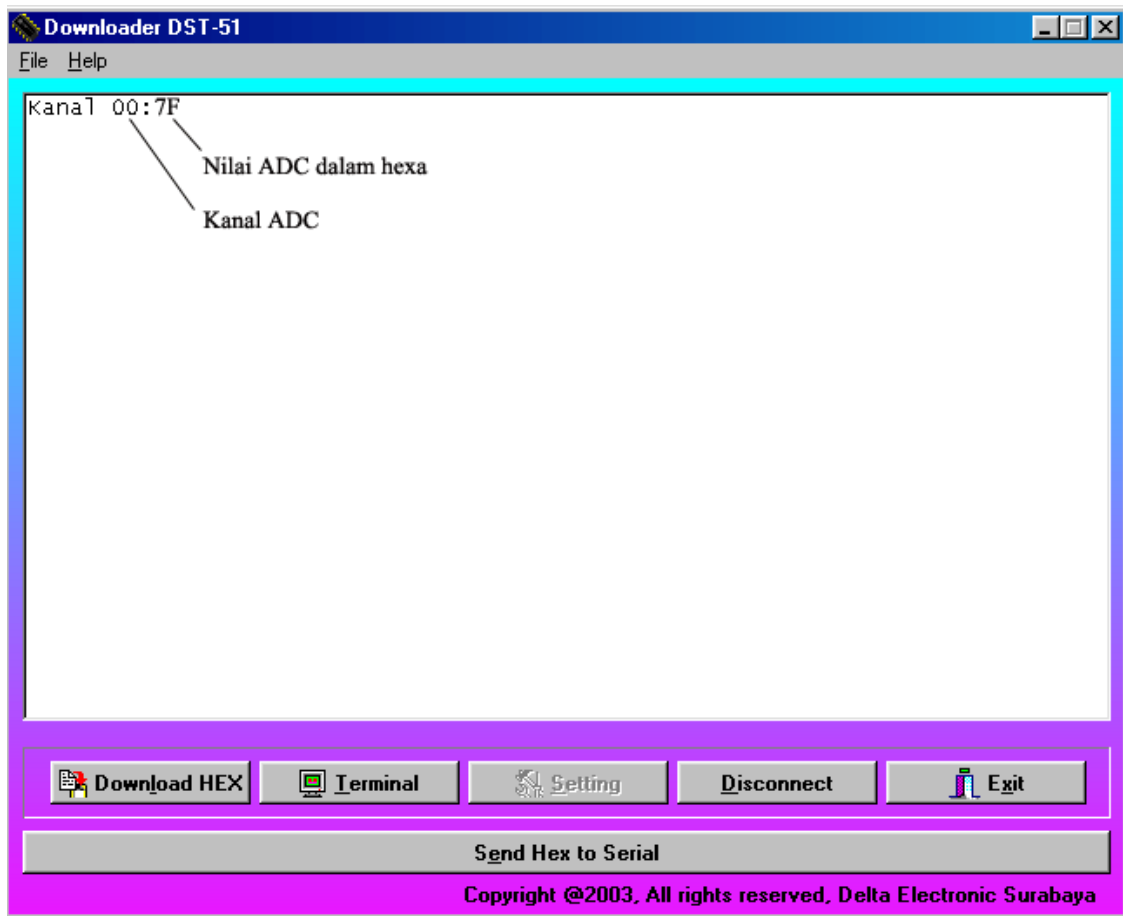 Downloader DST-51
File Help
Kanal 00:7F
Nilai ADC dalam hexa
Kanal ADC
Download HEX Terminal Setting Disconnect Exit
Send Hex to Serial
Copyright @2003, All rights reserved, Delta Electronic Surabaya